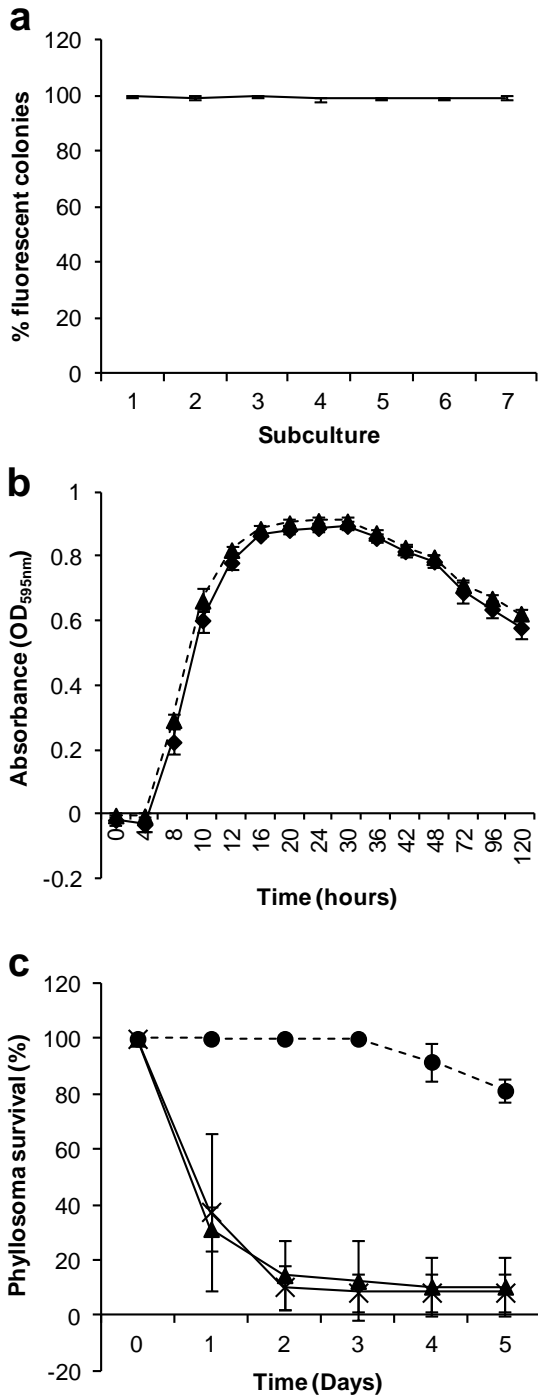 a
120
100
80
60
40
20
0
% fluorescent colonies
1 2 3 4 5 6 7
Subculture
b
1
0.8
0.6
0.4
0.2
0
-0.2
Absorbance (OD595nm)
0 4 8 10 12 16 20 24 30 36 42 48 72 96 120
Time (hours)
c
120
100
80
60
40
20
0
-20
Phyllosoma survival (%)
0 1 2 3 4 5
Time (Days)